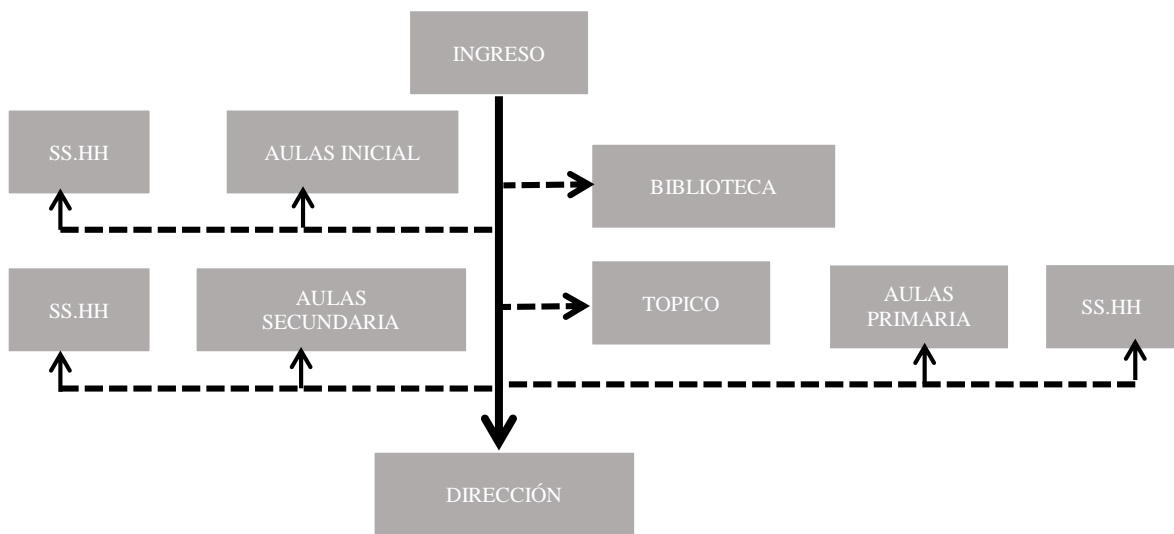 INGRESO
SS.HH
AULAS INICIAL
BIBLIOTECA
SS.HH
AULAS
SECUNDARIA
TOPICO
AULAS
PRIMARIA
SS.HH
DIRECCIÓN